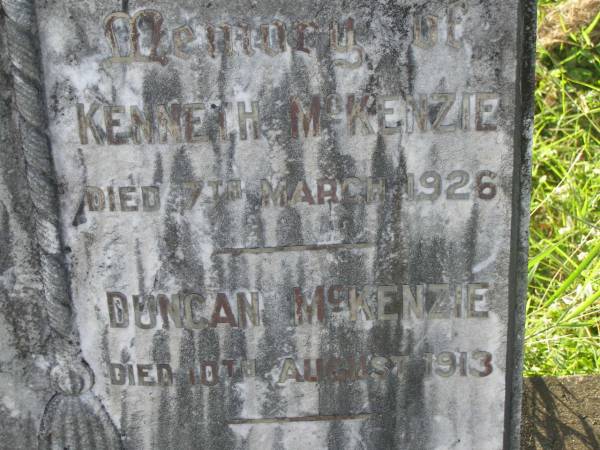 Memory of
KENNETH McKENZIE
DIED 7TH MARCH 1926
DUNCAN McKENZIE
DIED 10TH AUGUST 1913